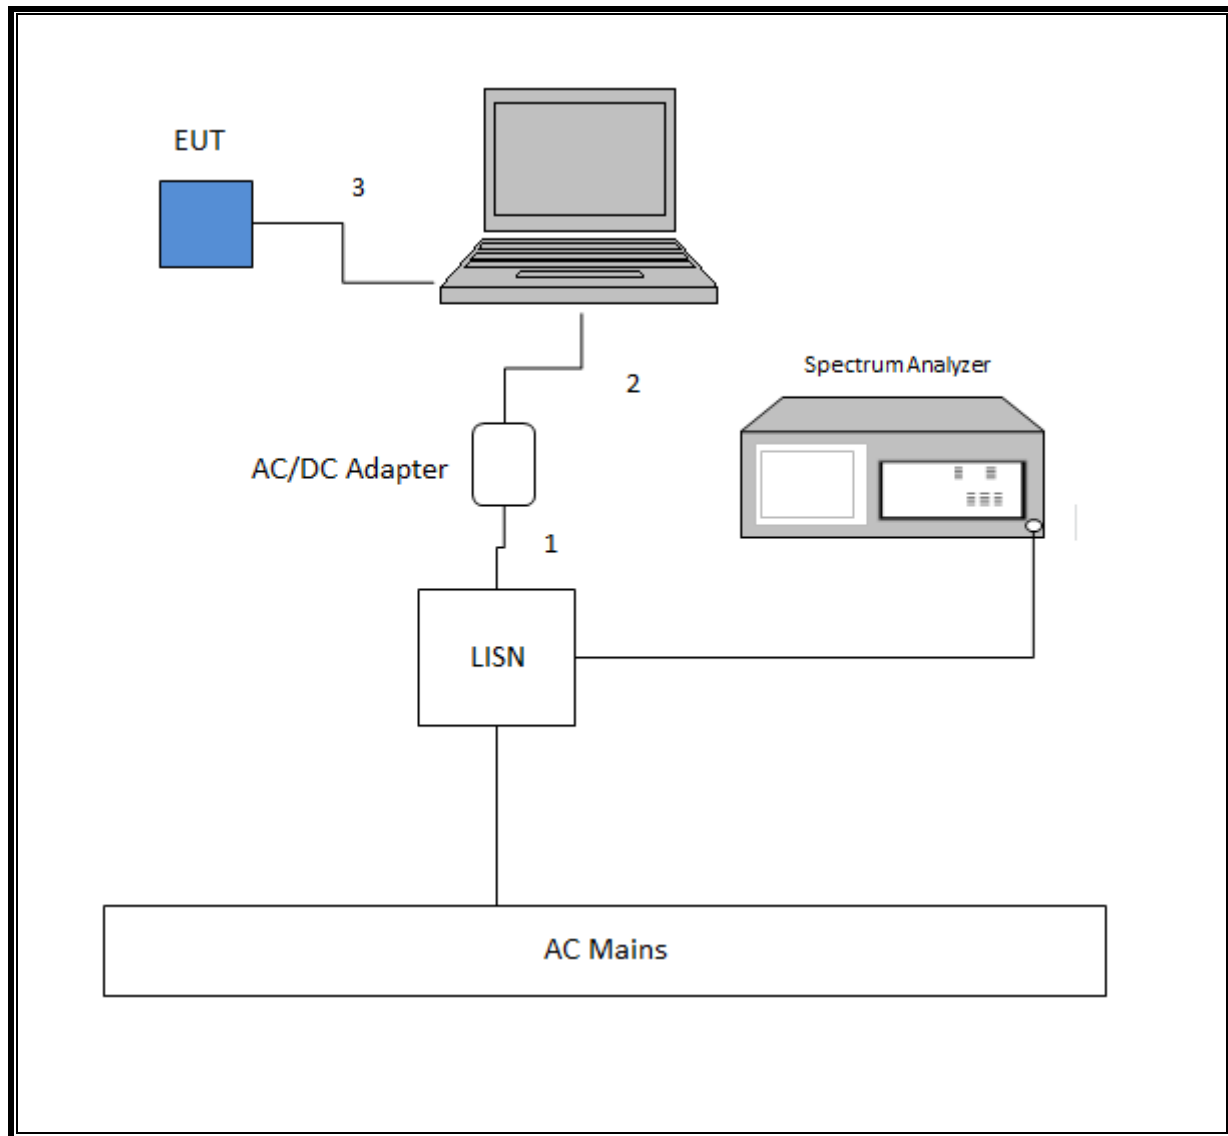 EUT
3
Spectrum Analyzer
2
AC/DC Adapter
1
LISN
AC Mains